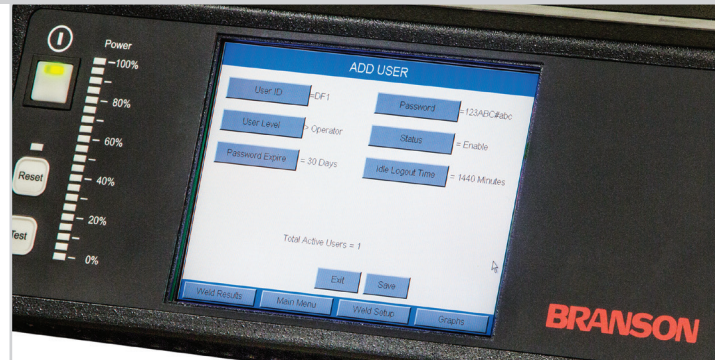 Power
100%
80%
60%
40%
20%
0%
Reset
Test
ADD USER
User ID =DF1
Password =123ABC#abc
User Level > Operator
Status = Enable
Password Expire = 30 Days
Idle Logout Time = 1440 Minutes
Total Active Users = 1
Exit Save
Weld Results Main Menu Weld Setup Graphs
BRANSON